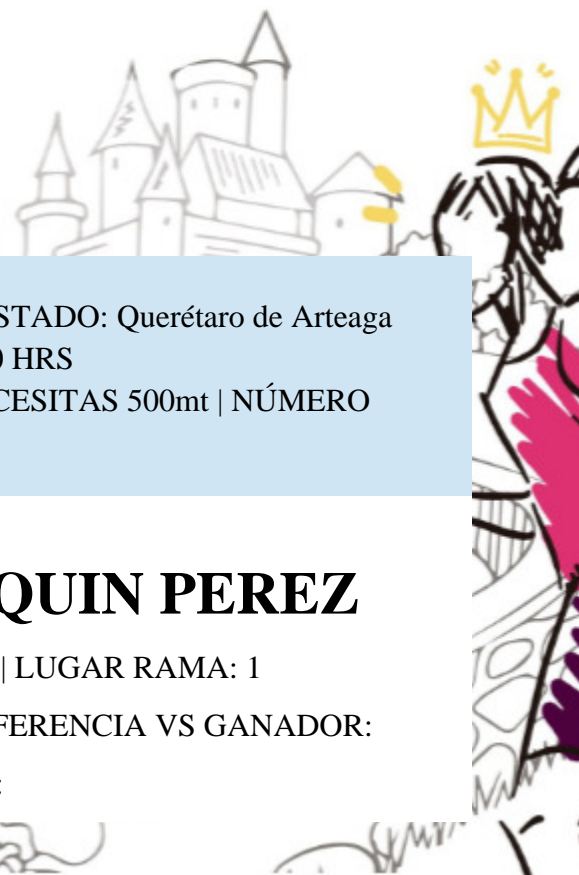 STADO: Querétaro de Arteaga
0 HRS
CESITAS 500mt | NÚMERO
QUIN PEREZ
| LUGAR RAMA: 1
FERENCIA VS GANADOR:
: